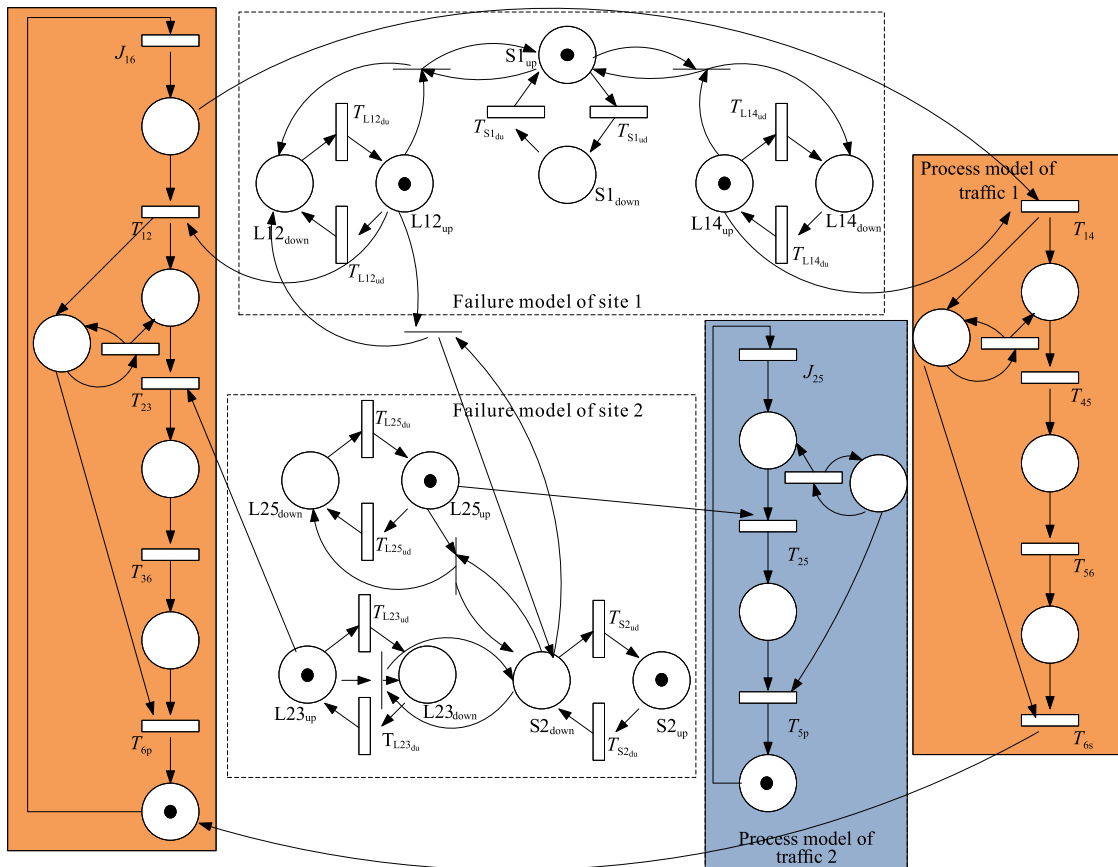 J16
T12
T23
T36
T6p
S1up
TS1du
TS1ud
S1down
TL12du
L12down
L12up
TL12ud
TL14ud
L14up
L14down
TL14du
Failure model of site 1
Failure model of site 2
TL25du
L25down
L25up
TL25ud
TL23ud
L23up
L23down
TL23du
TS2ud
S2down
S2up
TS2du
J25
T25
T5p
Process model of
traffic 2
Process model of
traffic 1
T14
T45
T56
T6s